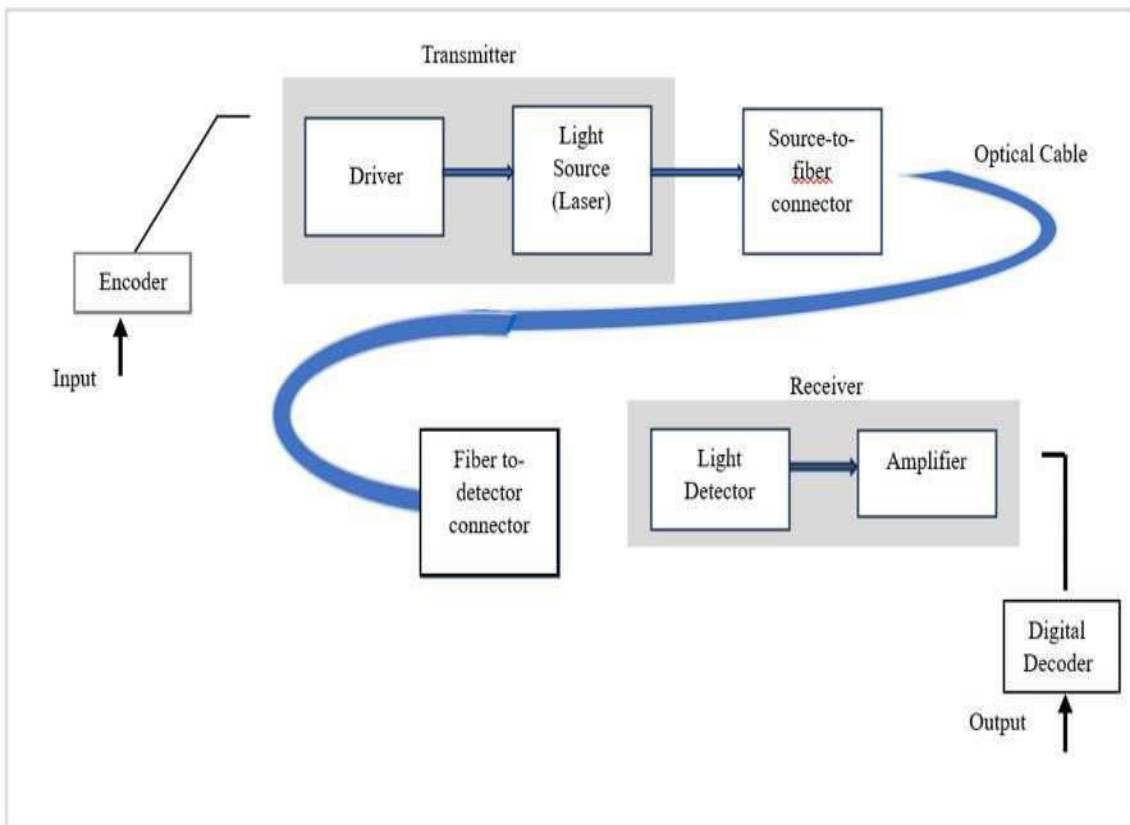 Transmitter
Driver
Light
Source
(Laser)
Source-to-
fiber
connector
Optical Cable
Encoder
Input
Receiver
Fiber to-
detector
connector
Light
Detector
Amplifier
Digital
Decoder
Output